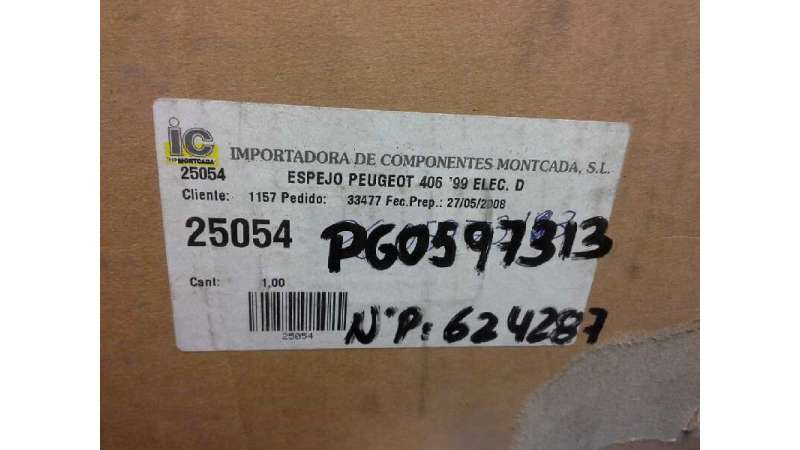 ic
MONTCADA
IMPORTADORA DE COMPONENTES MONTCADA, S.L.
25054
ESPEJO PEUGEOT 406 '99 ELEC. D
Cliente: 1157 Pedido: 33477 Fec.Prep.: 27/05/2008
25054
PG0597313
Cant: 1,00
25054
Nº P: 624287